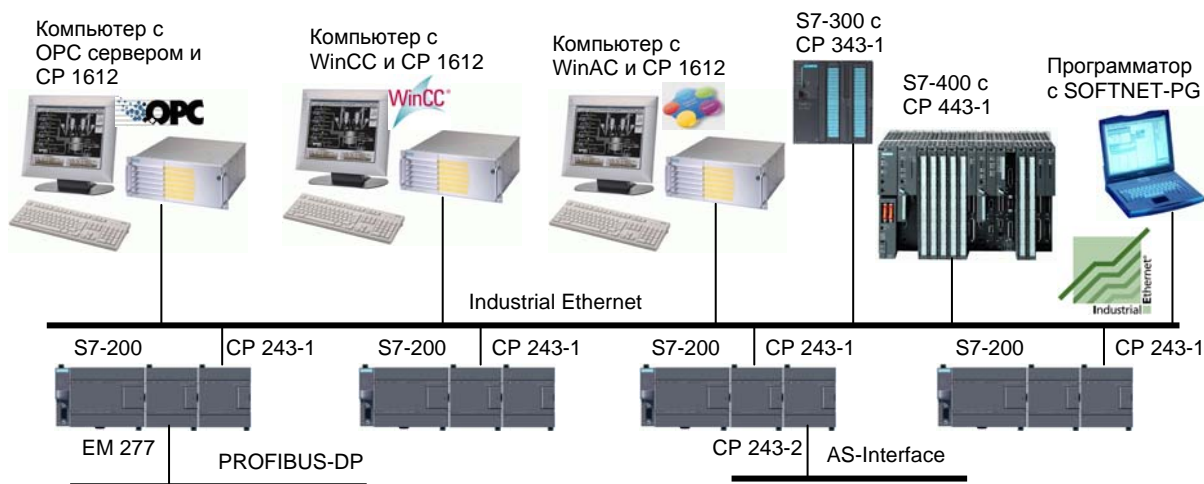 Компьютер с
OPC сервером и
CP 1612
OPC
Компьютер с
WinCC и CP 1612
WinCC®
Компьютер с
WinAC и CP 1612
S7-300 с
CP 343-1
S7-400 с
CP 443-1
Программатор
с SOFTNET-PG
Industrial Ethernet®
Industrial Ethernet
S7-200
CP 243-1
S7-200
CP 243-1
S7-200
CP 243-1
S7-200
CP 243-1
EM 277
PROFIBUS-DP
CP 243-2
AS-Interface